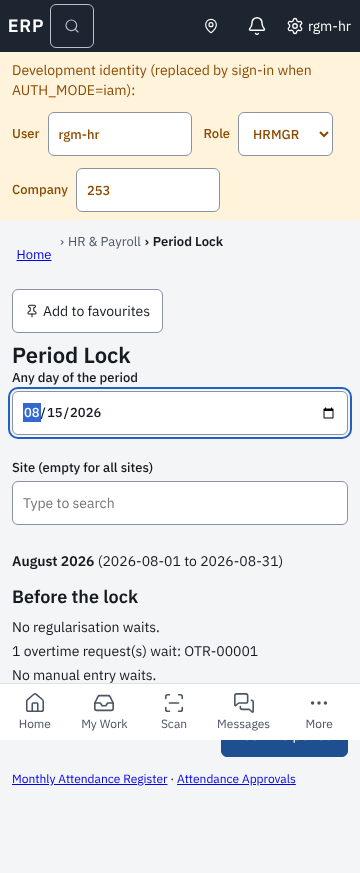 ERP
rgm-hr
Development identity (replaced by sign-in when
AUTH_MODE=iam):
User rgm-hr Role HRMGR
Company 253
Home › HR & Payroll › Period Lock
Add to favourites
Period Lock
Any day of the period
08/15/2026
Site (empty for all sites)
Type to search
August 2026 (2026-08-01 to 2026-08-31)
Before the lock
No regularisation waits.
1 overtime request(s) wait: OTR-00001
No manual entry waits.
Home My Work Scan Messages More
Monthly Attendance Register · Attendance Approvals